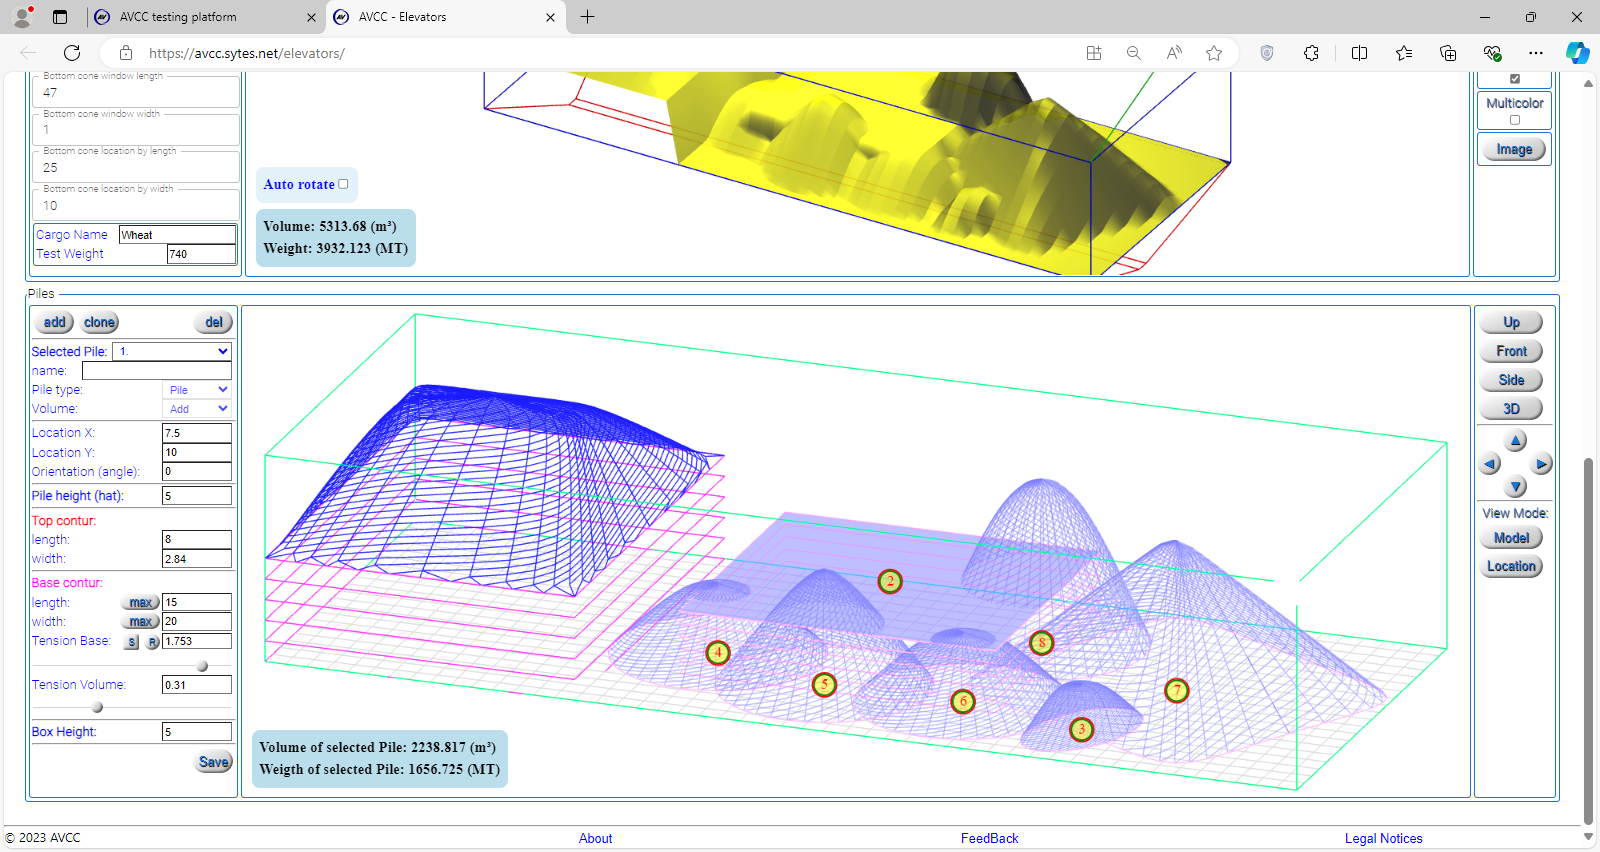 AVCC testing platform
AVCC - Elevators
https://avcc.sytes.net/elevators/
Bottom cone window length
47
Bottom cone window width
1
Bottom cone location by length
25
Bottom cone location by width
10
Cargo Name Wheat
Test Weight 740
Auto rotate
Volume: 5313.68 (m³)
Weight: 3932.123 (MT)
Multicolor
Image
Piles
add clone del
Selected Pile: 1.
name:
Pile type: Pile
Volume: Add
Location X: 7.5
Location Y: 10
Orientation (angle): 0
Pile height (hat): 5
Top contur:
length: 8
width: 2.84
Base contur:
length: max 15
width: max 20
Tension Base: S R 1.753
Tension Volume: 0.31
Box Height: 5
Save
2
4
8
5
7
6
3
Volume of selected Pile: 2238.817 (m³)
Weigth of selected Pile: 1656.725 (MT)
Up
Front
Side
3D
View Mode:
Model
Location
© 2023 AVCC About FeedBack Legal Notices